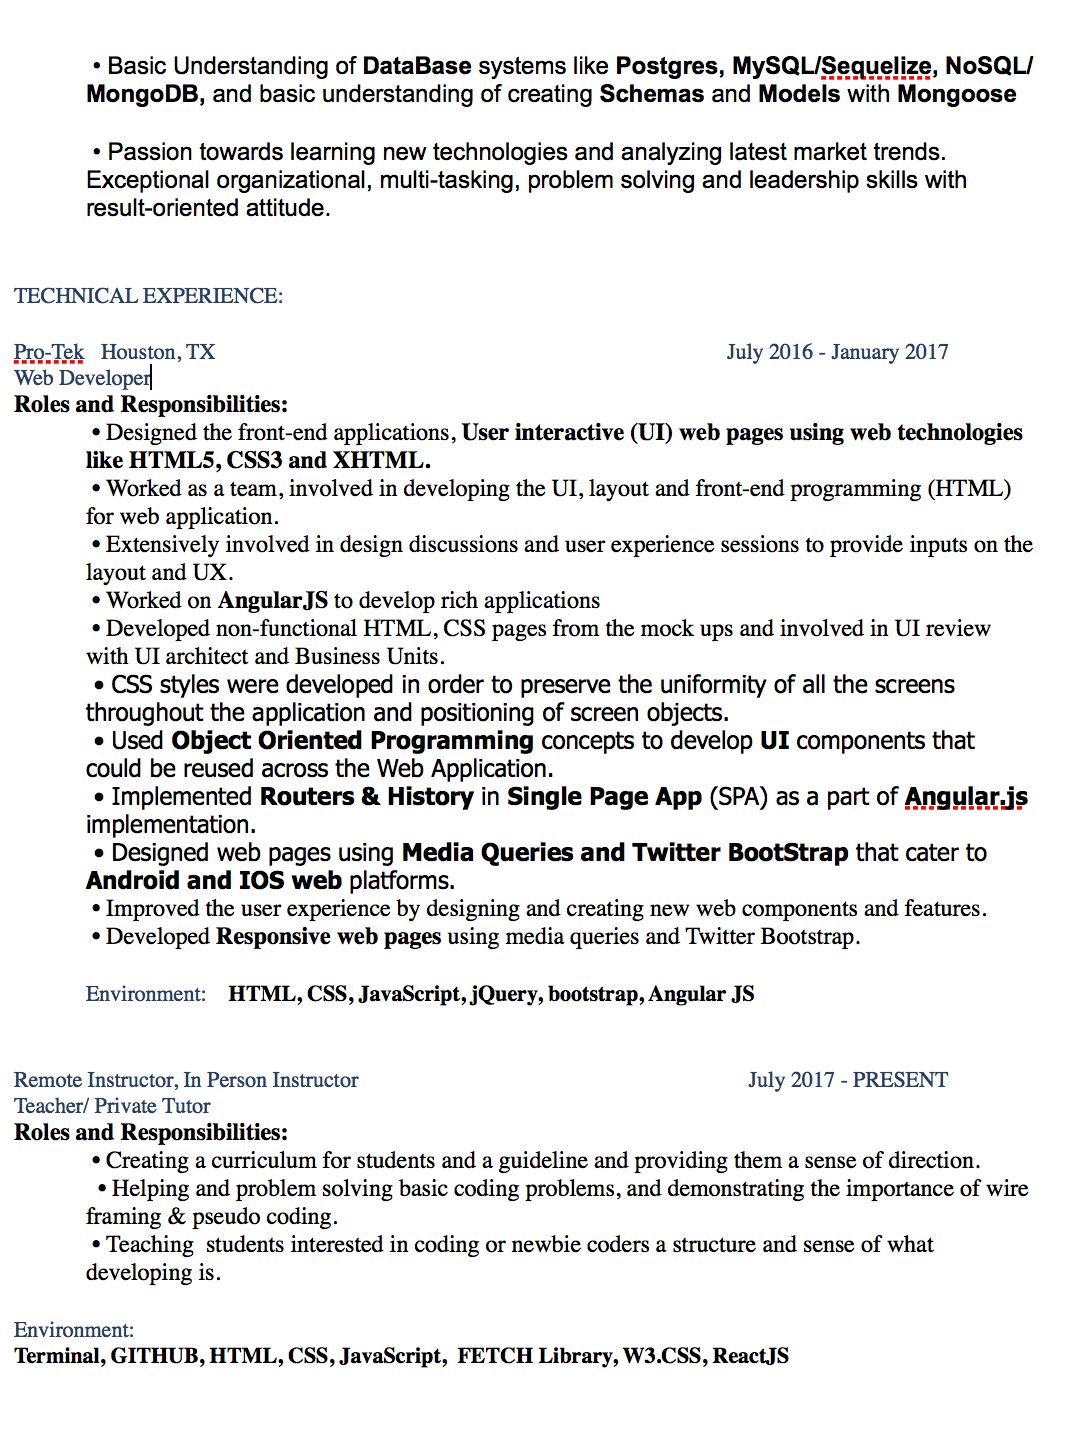 • Basic Understanding of DataBase systems like Postgres, MySQL/Sequelize, NoSQL/
MongoDB, and basic understanding of creating Schemas and Models with Mongoose
• Passion towards learning new technologies and analyzing latest market trends.
Exceptional organizational, multi-tasking, problem solving and leadership skills with
result-oriented attitude.
TECHNICAL EXPERIENCE:
Pro-Tek   Houston, TX   July 2016 - January 2017
Web Developer
Roles and Responsibilities:
• Designed the front-end applications, User interactive (UI) web pages using web technologies
like HTML5, CSS3 and XHTML.
• Worked as a team, involved in developing the UI, layout and front-end programming (HTML)
for web application.
• Extensively involved in design discussions and user experience sessions to provide inputs on the
layout and UX.
• Worked on AngularJS to develop rich applications
• Developed non-functional HTML, CSS pages from the mock ups and involved in UI review
with UI architect and Business Units.
• CSS styles were developed in order to preserve the uniformity of all the screens
throughout the application and positioning of screen objects.
• Used Object Oriented Programming concepts to develop UI components that
could be reused across the Web Application.
• Implemented Routers & History in Single Page App (SPA) as a part of Angular.js
implementation.
• Designed web pages using Media Queries and Twitter BootStrap that cater to
Android and IOS web platforms.
• Improved the user experience by designing and creating new web components and features.
• Developed Responsive web pages using media queries and Twitter Bootstrap.
Environment:   HTML, CSS, JavaScript, jQuery, bootstrap, Angular JS
Remote Instructor, In Person Instructor   July 2017 - PRESENT
Teacher/ Private Tutor
Roles and Responsibilities:
• Creating a curriculum for students and a guideline and providing them a sense of direction.
• Helping and problem solving basic coding problems, and demonstrating the importance of wire
framing & pseudo coding.
• Teaching  students interested in coding or newbie coders a structure and sense of what
developing is.
Environment:
Terminal, GITHUB, HTML, CSS, JavaScript,  FETCH Library, W3.CSS, ReactJS